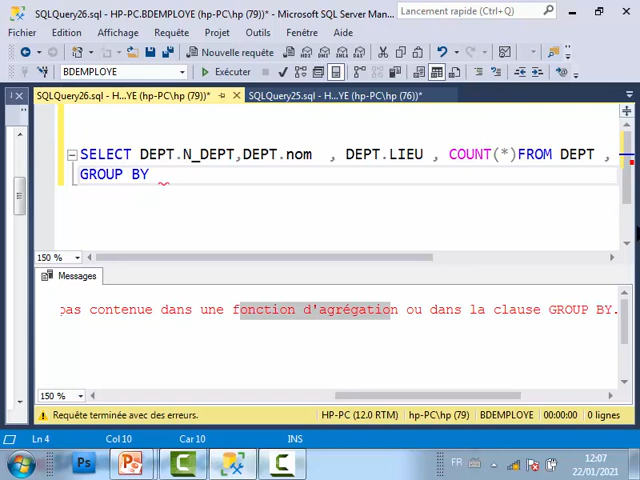 SQLQuery26.sql - HP-PC.BDEMPLOYE (hp-PC\hp (79))* - Microsoft SQL Server Man...
Lancement rapide (Ctrl+Q)
Fichier Edition Affichage Requête Projet Outils Fenêtre Aide
Nouvelle requête
BDEMPLOYE Exécuter
SQLQuery26.sql - H...YE (hp-PC\hp (79))* SQLQuery25.sql - H...YE (hp-PC\hp (76))*
SELECT DEPT.N_DEPT,DEPT.nom , DEPT.LIEU , COUNT(*)FROM DEPT ,
GROUP BY
150 %
Messages
pas contenue dans une fonction d'agrégation ou dans la clause GROUP BY.
150 %
Requête terminée avec des erreurs. HP-PC (12.0 RTM) hp-PC\hp (79) BDEMPLOYE 00:00:00 0 lignes
Ln 4 Col 10 Car 10 INS
Ps P C C
FR
12:07
22/01/2021